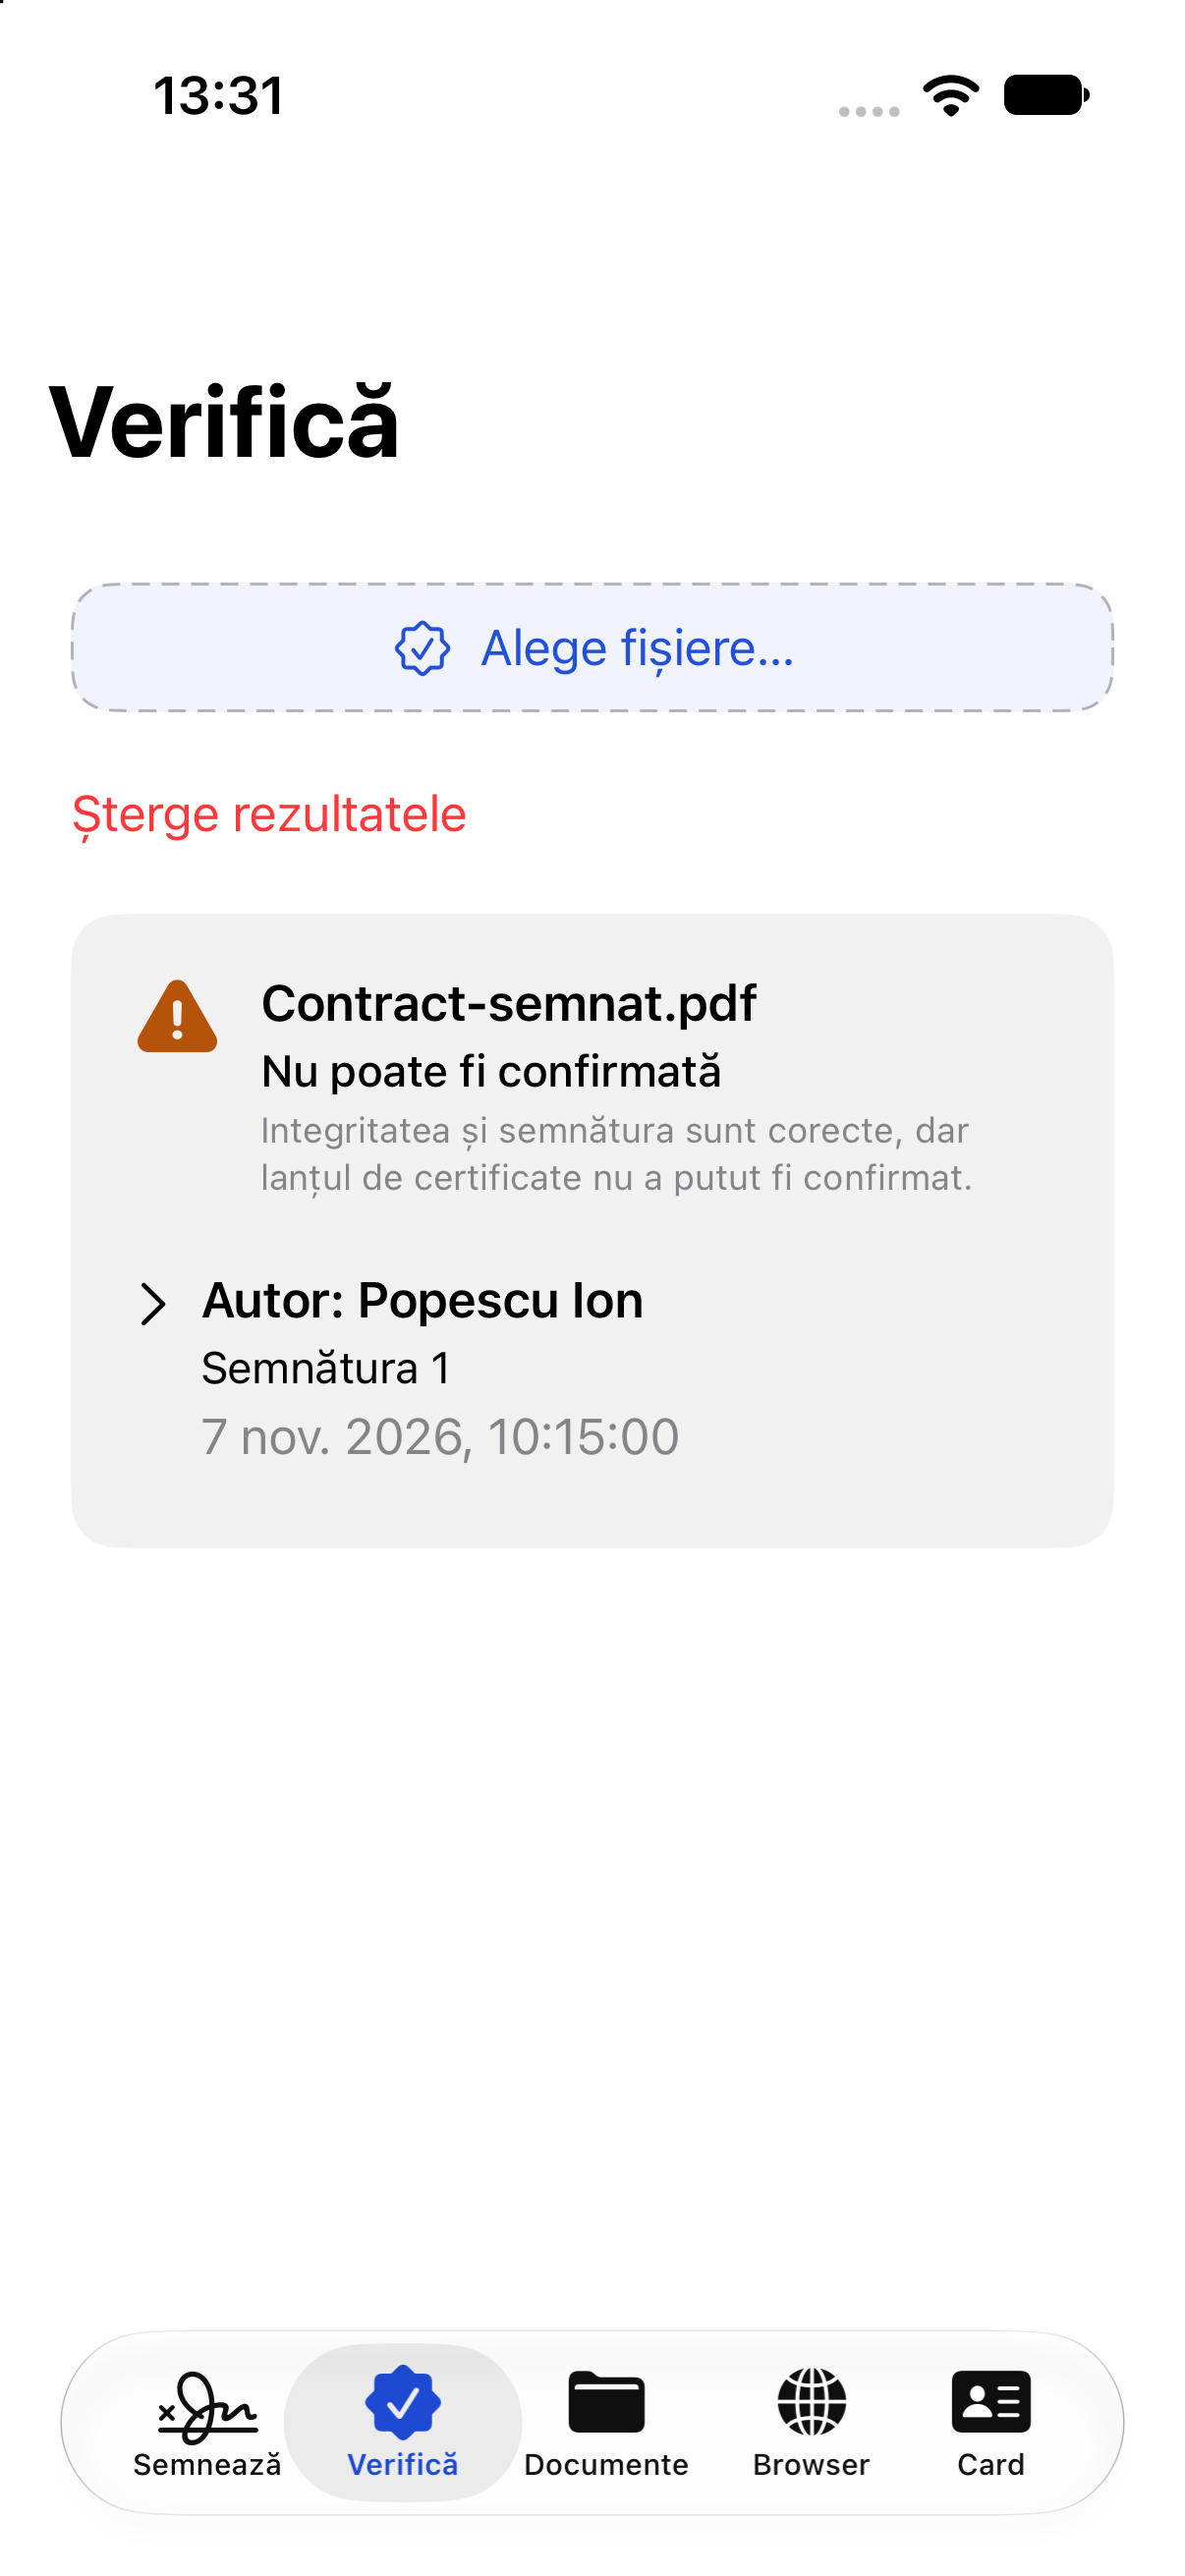 13:31
Verifică
Alege fișiere...
Șterge rezultatele
Contract-semnat.pdf
Nu poate fi confirmată
Integritatea și semnătura sunt corecte, dar
lanțul de certificate nu a putut fi confirmat.
Autor: Popescu Ion
Semnătura 1
7 nov. 2026, 10:15:00
Semnează
Verifică
Documente
Browser
Card